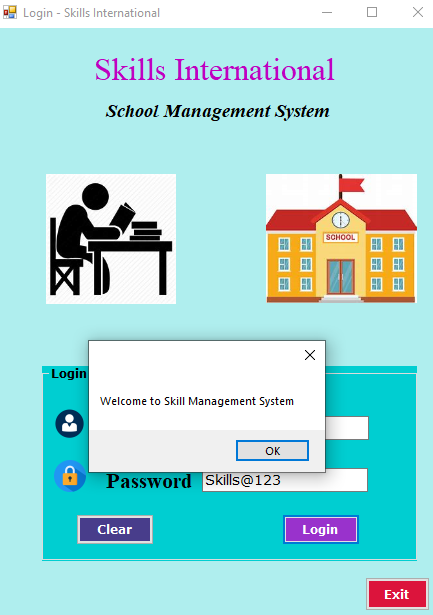 Login - Skills International
Skills International
School Management System
SCHOOL
Login
Welcome to Skill Management System
OK
Password Skills@123
Clear Login
Exit